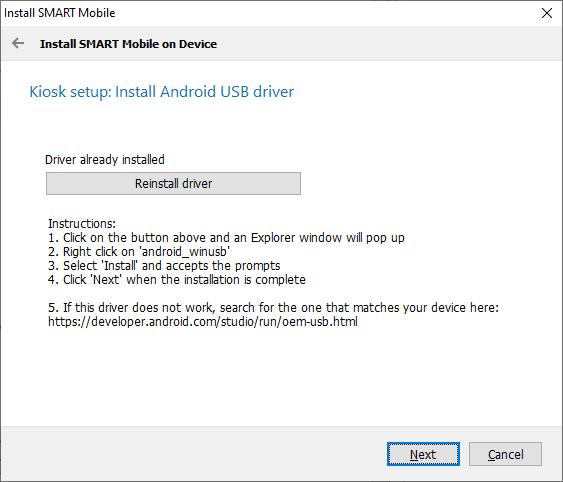 Install SMART Mobile
Install SMART Mobile on Device
Kiosk setup: Install Android USB driver
Driver already installed
Reinstall driver
Instructions:
1. Click on the button above and an Explorer window will pop up
2. Right click on 'android_winusb'
3. Select 'Install' and accepts the prompts
4. Click 'Next' when the installation is complete
5. If this driver does not work, search for the one that matches your device here:
https://developer.android.com/studio/run/oem-usb.html
Next
Cancel